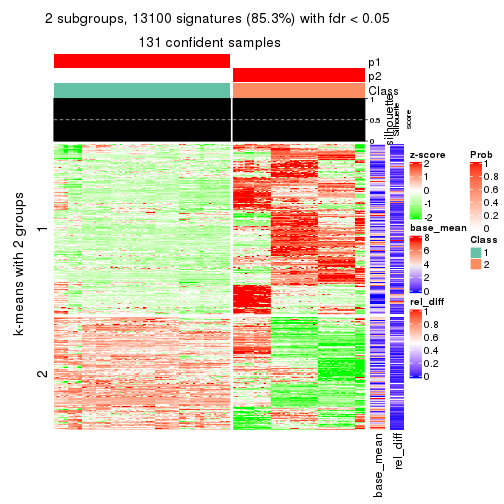 2 subgroups, 13100 signatures (85.3%) with fdr < 0.05
131 confident samples
p1
p2
Class
1
0.5
0
silhouette
Silhouette
score
k-means with 2 groups
1
2
base_mean
rel_diff
z-score
2
1
0
-1
-2
base_mean
8
6
4
2
0
rel_diff
1
0.8
0.6
0.4
0.2
0
Prob
1
0.8
0.6
0.4
0.2
0
Class
1
2